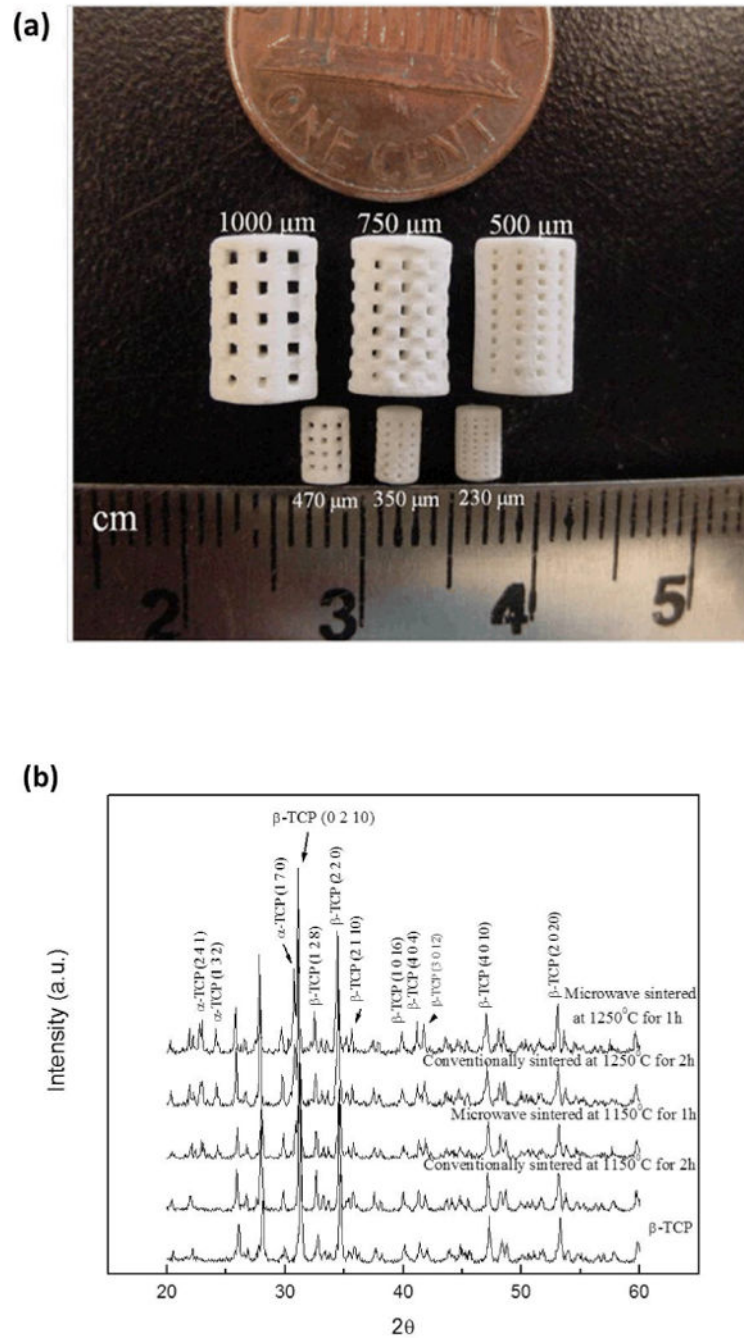 (a)
ONE CENT
1000 µm 750 µm 500 µm
470 µm 350 µm 230 µm
cm
2 3 4 5
(b)
Intensity (a.u.)
α-TCP (2 4 1)
α-TCP (1 3 2)
α-TCP (1 7 0)
β-TCP (0 2 10)
β-TCP (1 2 8)
β-TCP (2 2 0)
β-TCP (2 1 10)
β-TCP (1 0 16)
β-TCP (4 0 4)
β-TCP (3 0 12)
β-TCP (4 0 10)
β-TCP (2 0 20)
Microwave sintered
at 1250°C for 1h
Conventionally sintered at 1250°C for 2h
Microwave sintered at 1150°C for 1h
Conventionally sintered at 1150°C for 2h
β-TCP
20 30 40 50 60
2θ